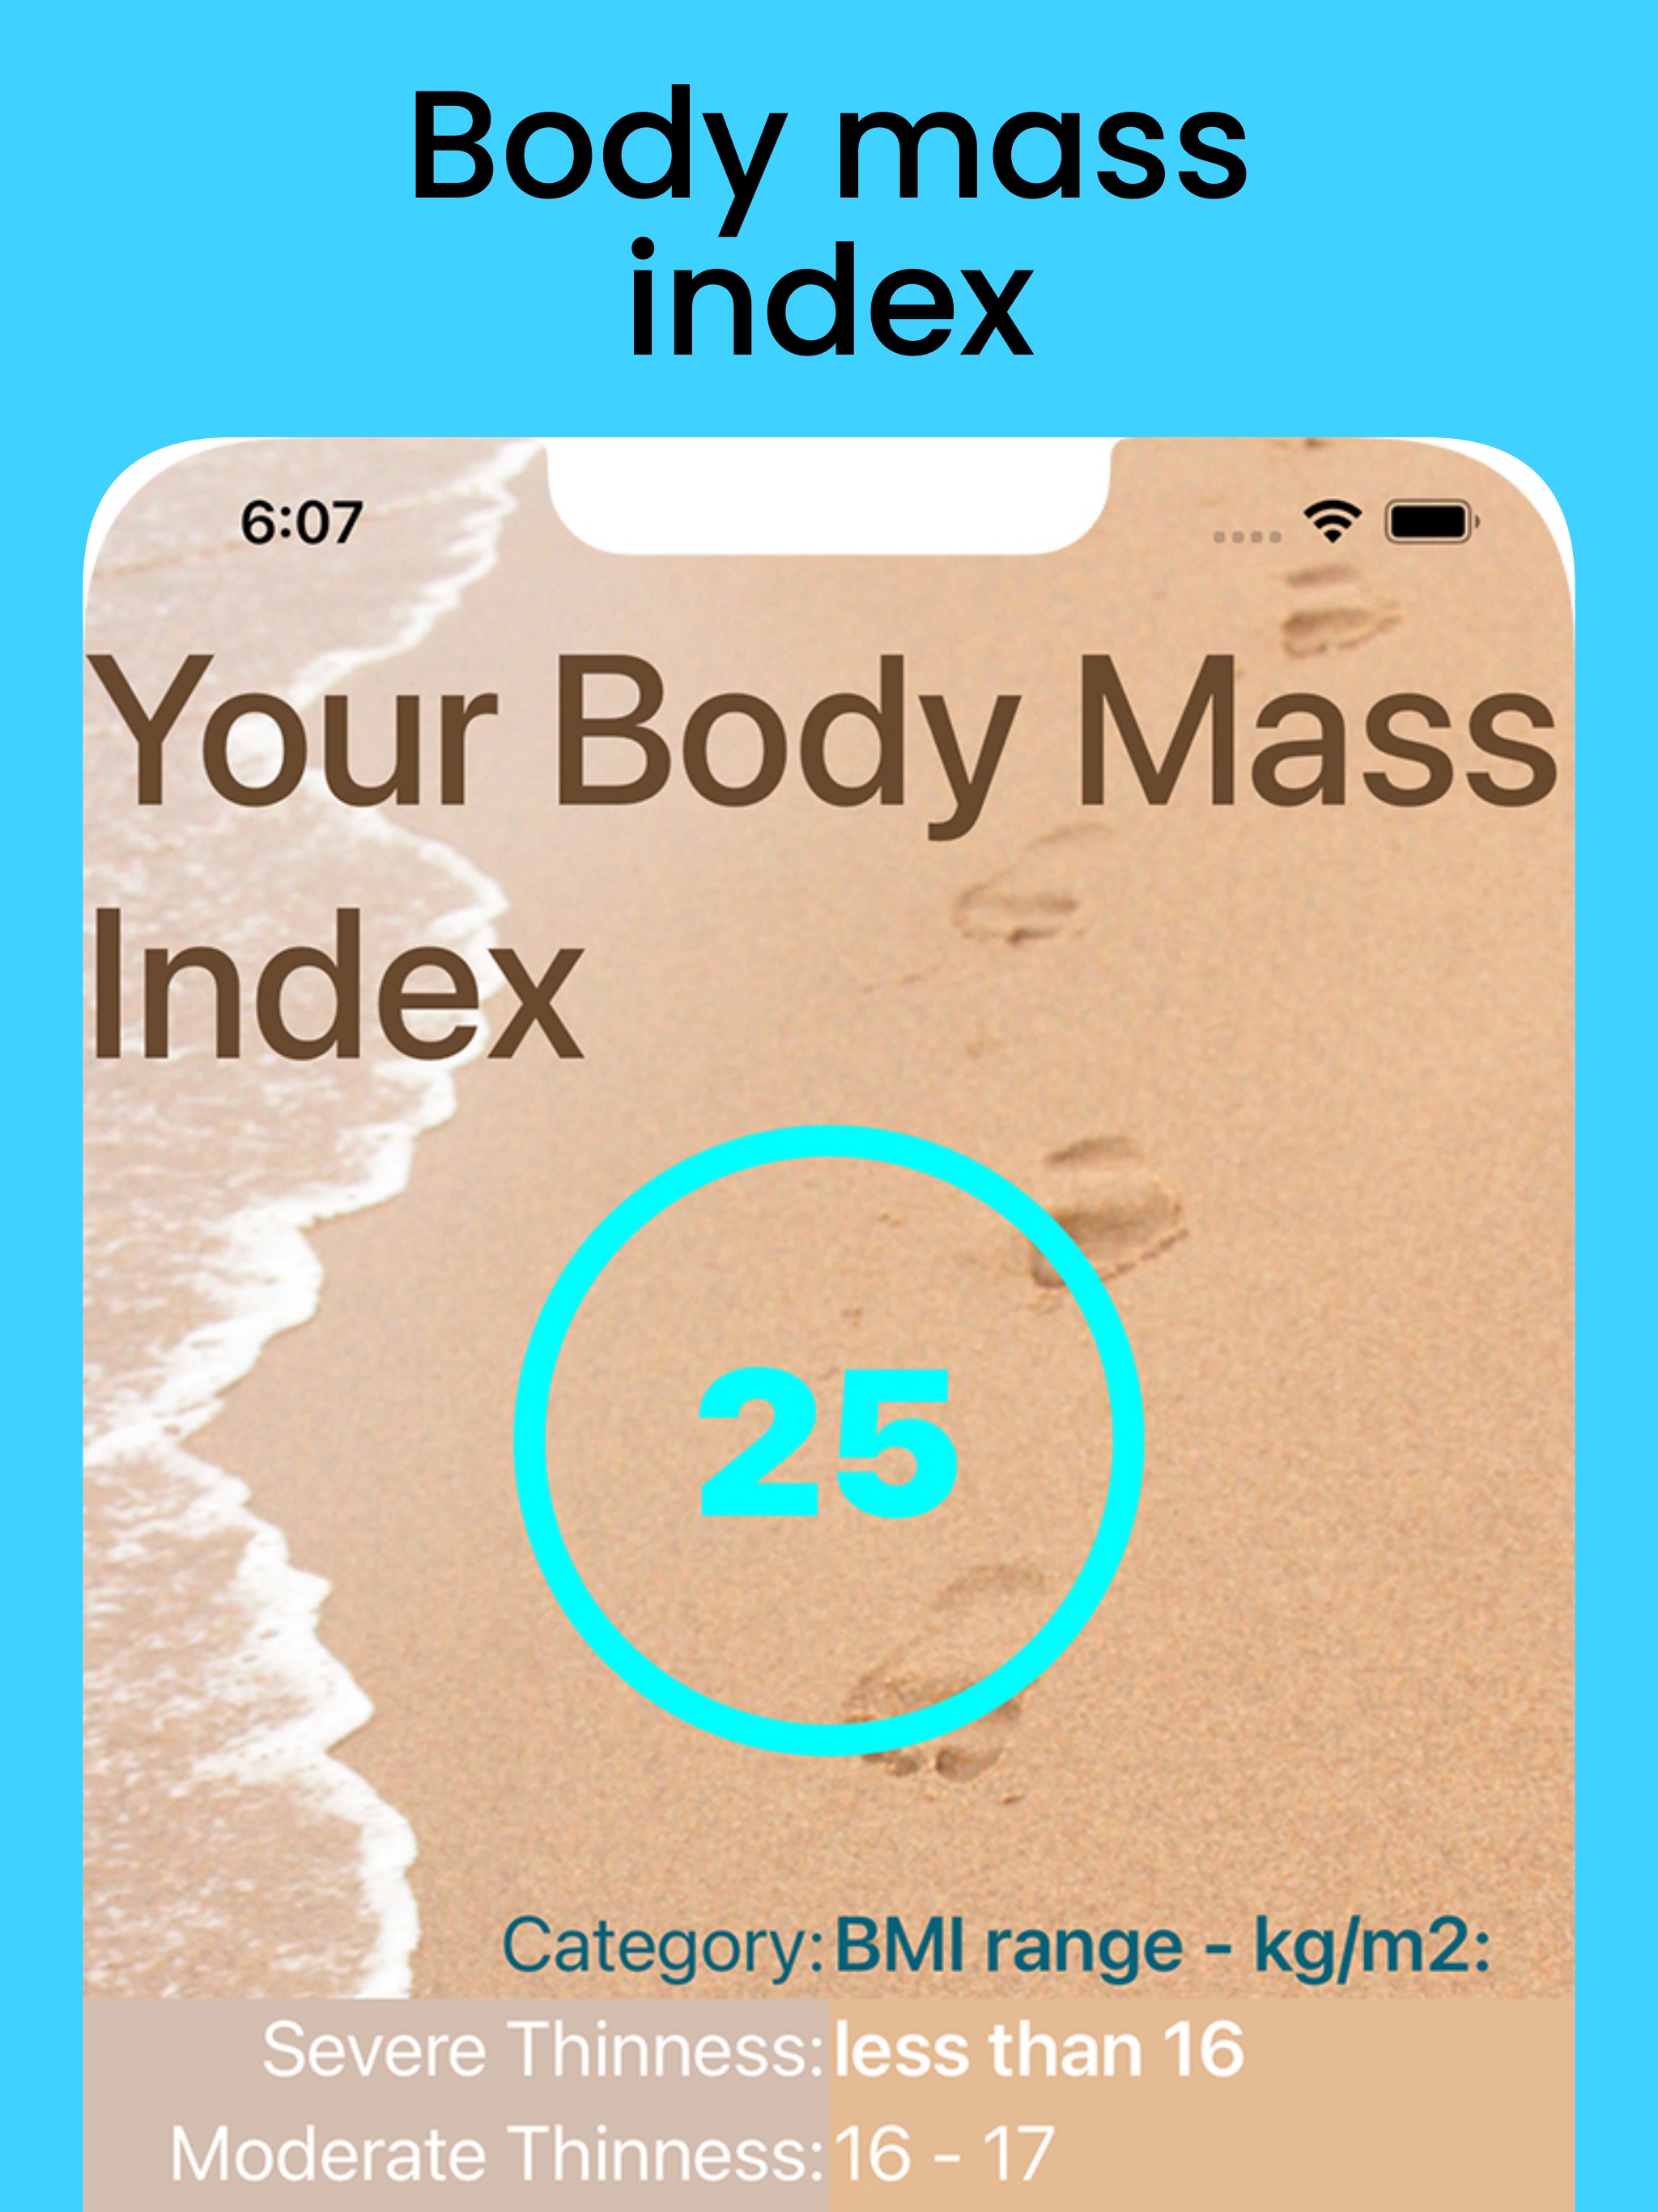 Body mass
index
6:07
Your Body Mass
Index
25
Category: BMI range - kg/m2:
Severe Thinness: less than 16
Moderate Thinness: 16 - 17